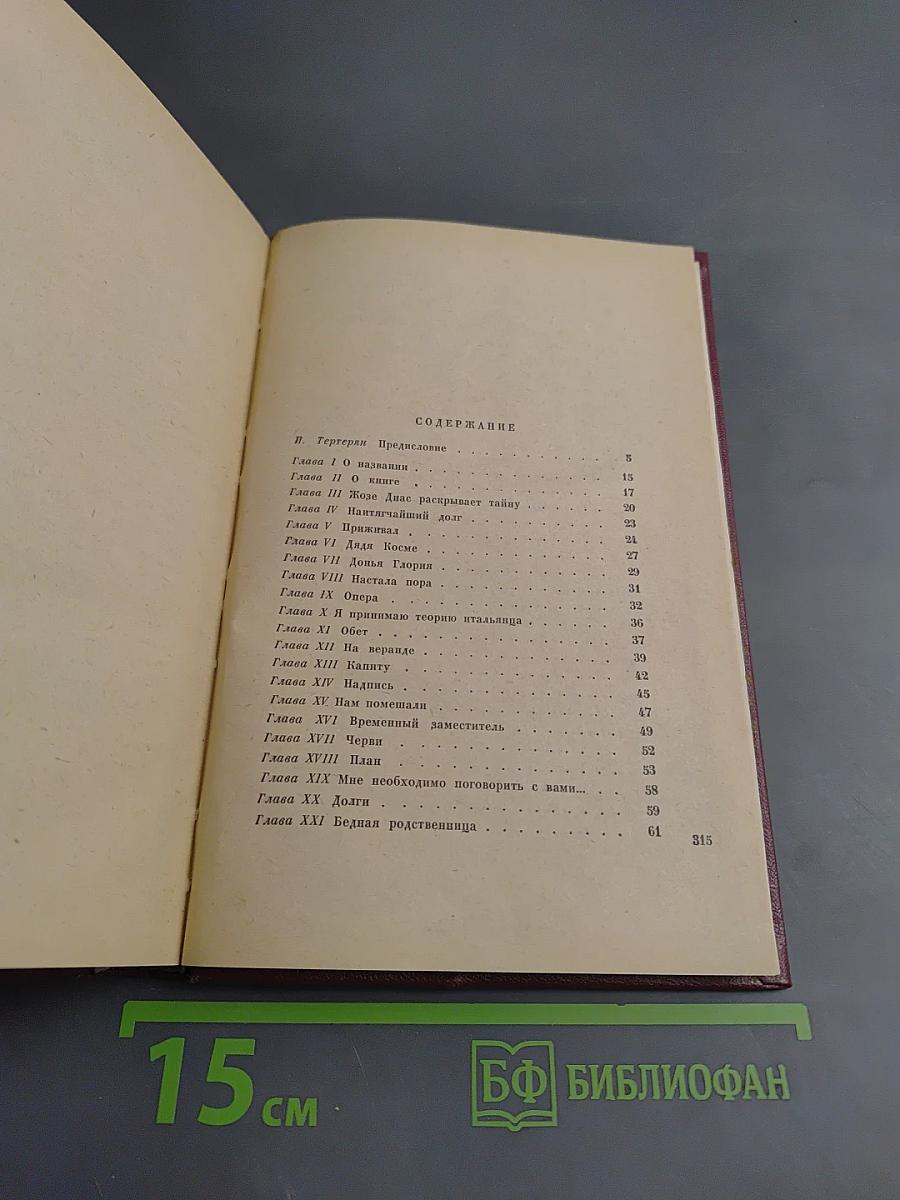 СОДЕРЖАНИЕ
И. Тертерян Предисловие . . . . . . . . . . . . 5
Глава I О названии . . . . . . . . . . . . . 15
Глава II О книге . . . . . . . . . . . . . . 17
Глава III Жозе Диас раскрывает тайну . . . . . . 20
Глава IV Наитягчайший долг . . . . . . . . . . 23
Глава V Приживал . . . . . . . . . . . . . . 24
Глава VI Дядя Косме . . . . . . . . . . . . . 27
Глава VII Донья Глория . . . . . . . . . . . . 29
Глава VIII Настала пора . . . . . . . . . . . . 31
Глава IX Опера . . . . . . . . . . . . . . . 32
Глава X Я принимаю теорию итальянца . . . . . . 36
Глава XI Обет . . . . . . . . . . . . . . . 37
Глава XII На веранде . . . . . . . . . . . . . 39
Глава XIII Капиту . . . . . . . . . . . . . . 42
Глава XIV Надпись . . . . . . . . . . . . . . 45
Глава XV Нам помешали . . . . . . . . . . . . 47
Глава XVI Временный заместитель . . . . . . . . 49
Глава XVII Черви . . . . . . . . . . . . . . 52
Глава XVIII План . . . . . . . . . . . . . . 53
Глава XIX Мне необходимо поговорить с вами... . . 58
Глава XX Долги . . . . . . . . . . . . . . . 59
Глава XXI Бедная родственница . . . . . . . . . 61
315
15 см
БФ БИБЛИОФАН